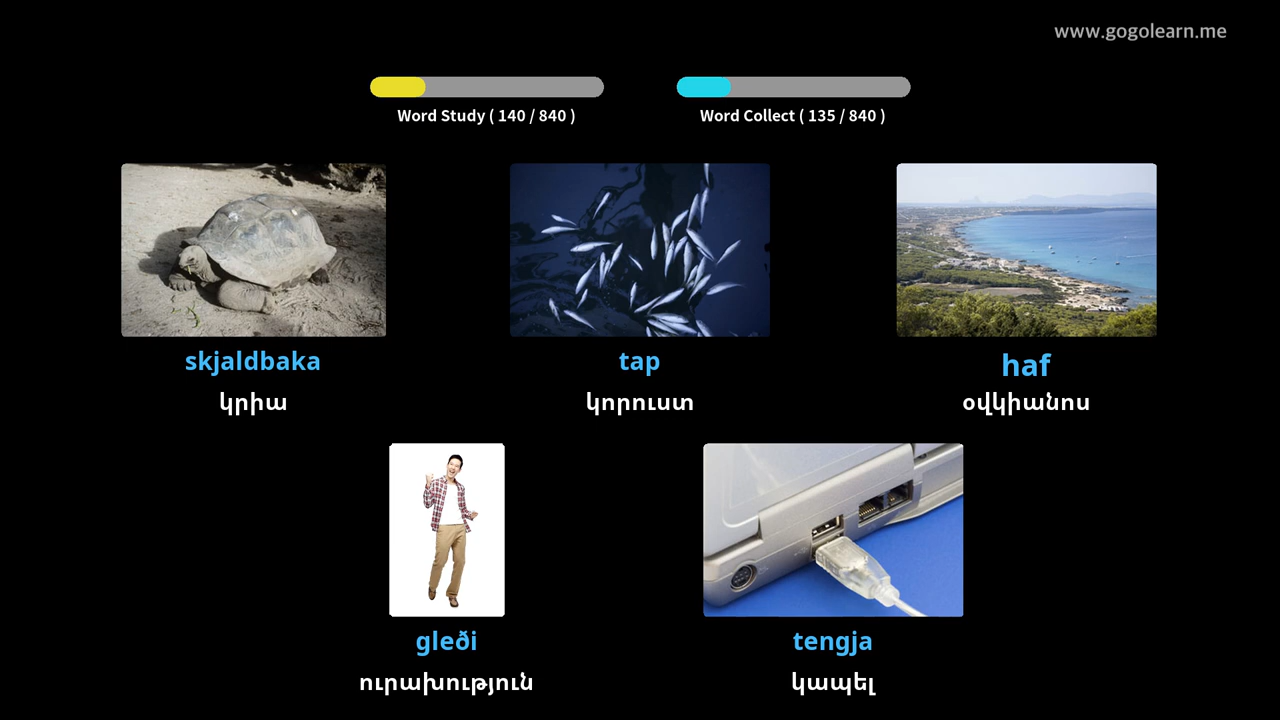 www.gogolearn.me
Word Study ( 140 / 840 )
Word Collect ( 135 / 840 )
skjaldbaka
tap
haf
կրիա
կորուստ
օվկիանոս
gleði
tengja
ուրախություն
կապել